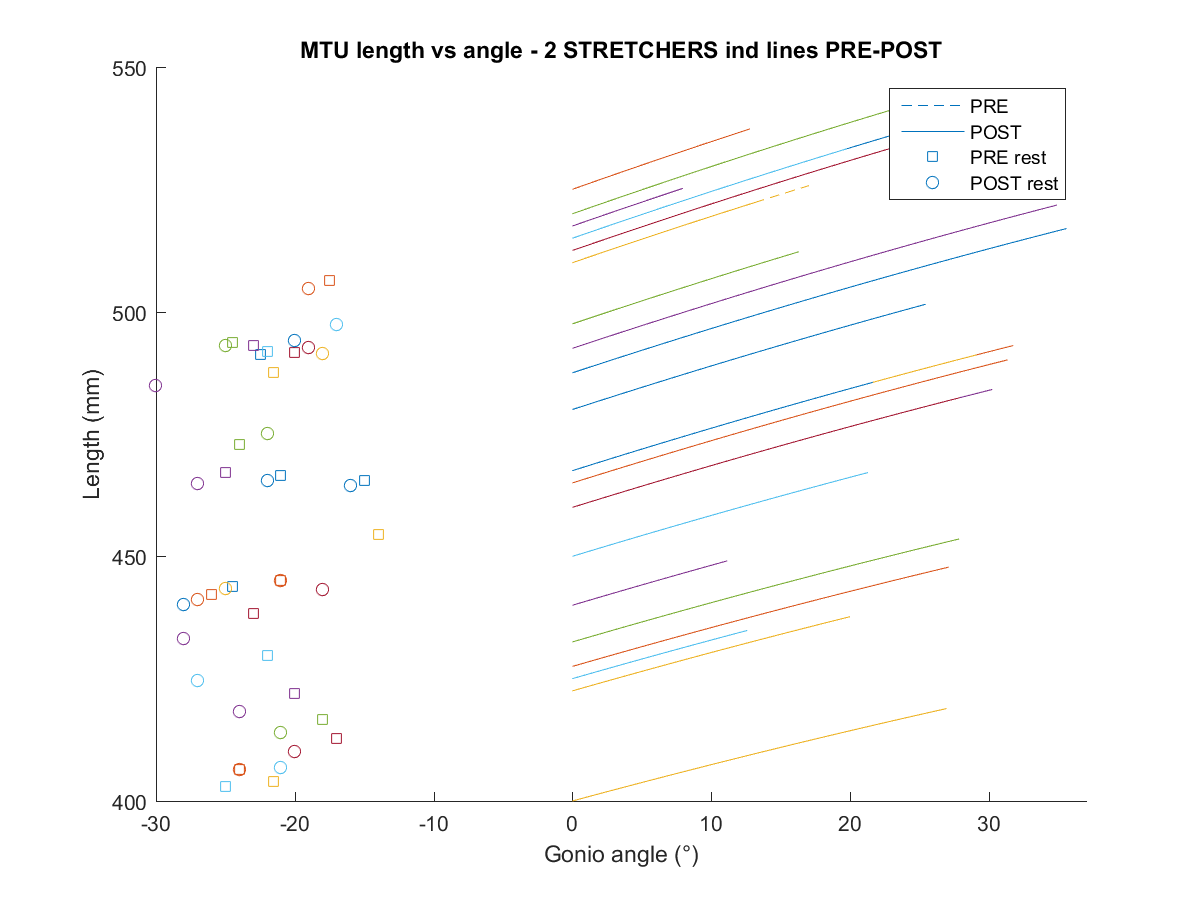 MTU length vs angle - 2 STRETCHERS ind lines PRE-POST
550
500
450
400
Length (mm)
PRE
POST
PRE rest
POST rest
-30 -20 -10 0 10 20 30
Gonio angle (°)